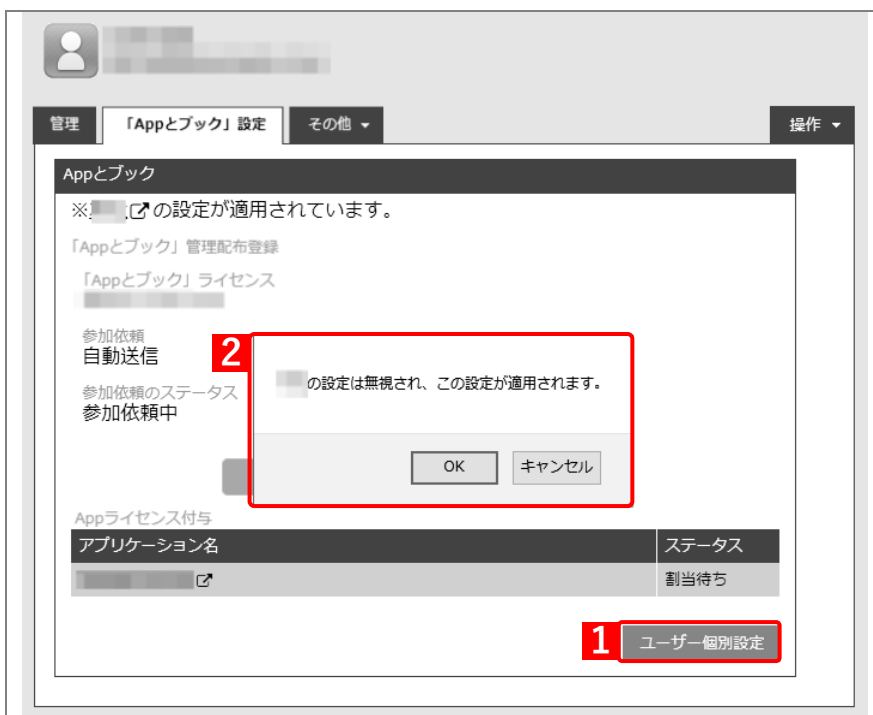 管理
「Appとブック」設定
その他
操作
Appとブック
※ の設定が適用されています。
「Appとブック」管理配布登録
「Appとブック」ライセンス
参加依頼
自動送信
参加依頼のステータス
参加依頼中
2
の設定は無視され、この設定が適用されます。
OK キャンセル
Appライセンス付与
アプリケーション名 ステータス
割当待ち
1 ユーザー個別設定